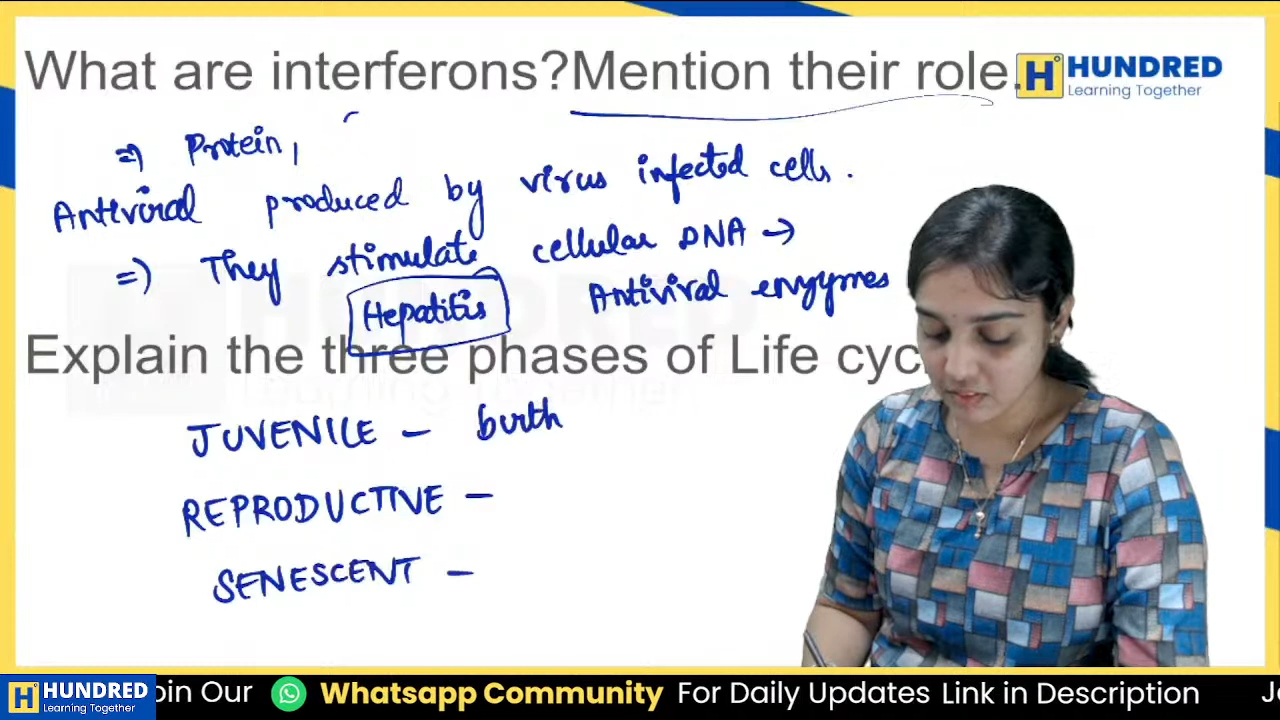 What are interferons?Mention their role.
HUNDRED
Learning Together
⇒ Protein,
Antiviral produced by virus infected cells.
⇒ They stimulate cellular DNA →
Hepatitis Antiviral enzymes
Explain the three phases of Life cyc
JUVENILE – birth
REPRODUCTIVE –
SENESCENT –
HUNDRED
Learning Together
oin Our Whatsapp Community For Daily Updates Link in Description J